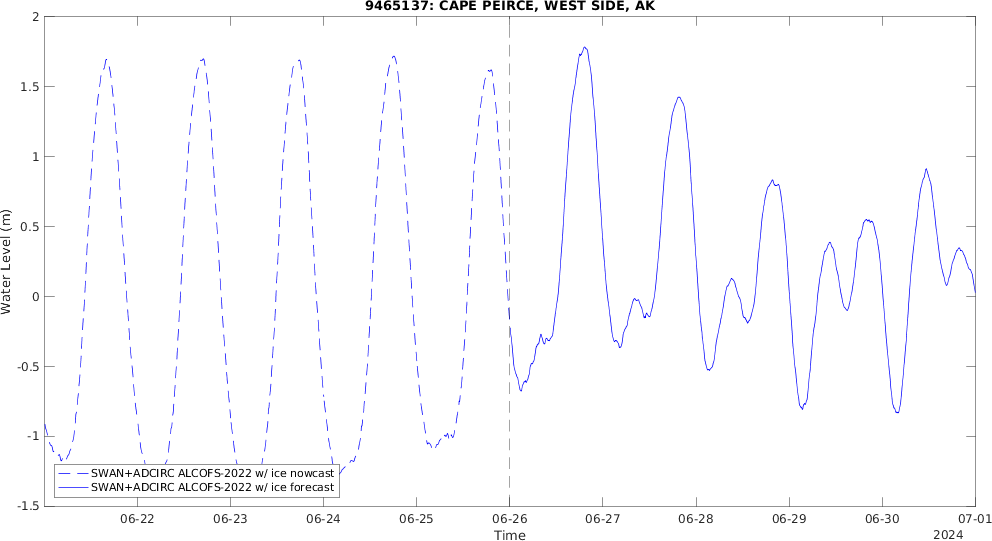 9465137: CAPE PEIRCE, WEST SIDE, AK
2
1.5
1
0.5
0
-0.5
-1
-1.5
Water Level (m)
SWAN+ADCIRC ALCOFS-2022 w/ ice nowcast
SWAN+ADCIRC ALCOFS-2022 w/ ice forecast
06-22 06-23 06-24 06-25 06-26 06-27 06-28 06-29 06-30 07-01
Time
2024